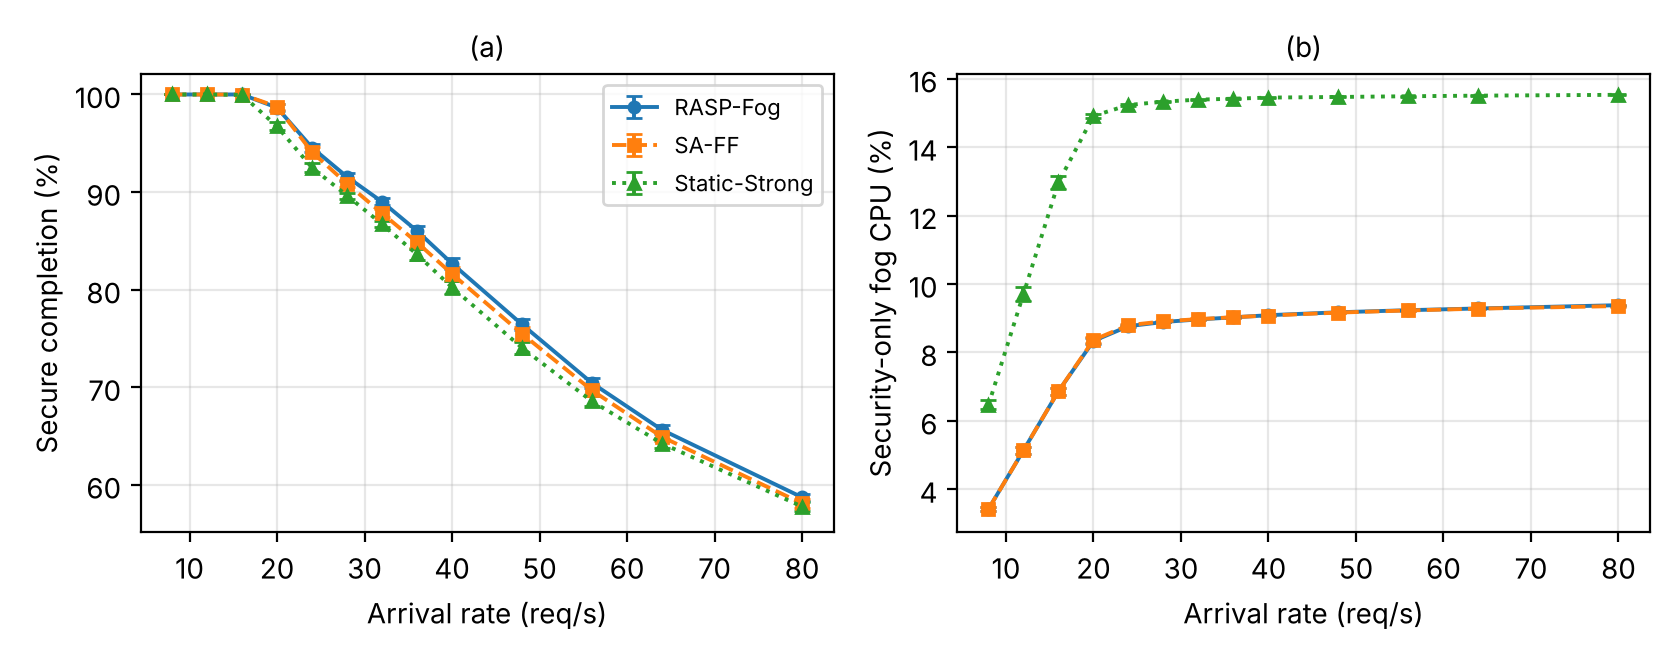 (a)
100
90
80
70
60
Secure completion (%)
10 20 30 40 50 60 70 80
Arrival rate (req/s)
RASP-Fog
SA-FF
Static-Strong
(b)
16
14
12
10
8
6
4
Security-only fog CPU (%)
10 20 30 40 50 60 70 80
Arrival rate (req/s)